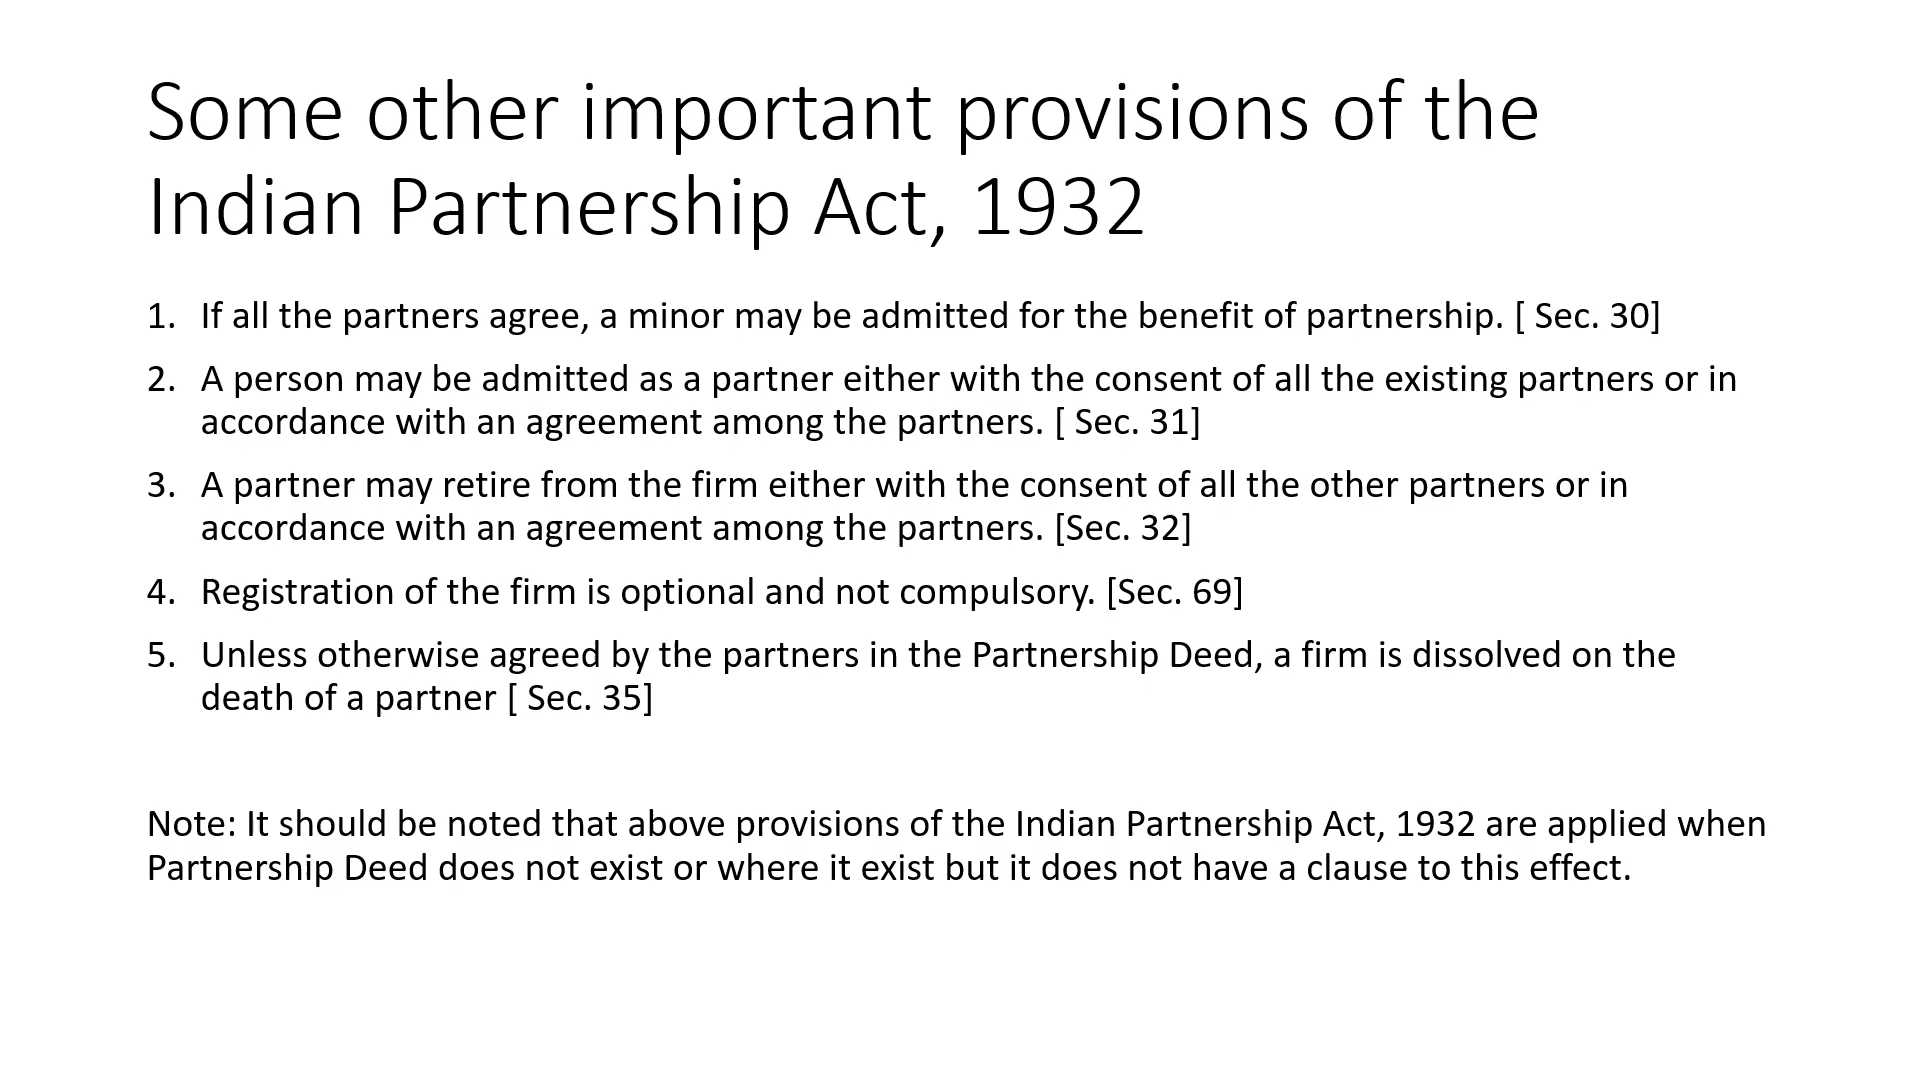 Some other important provisions of the
Indian Partnership Act, 1932
1. If all the partners agree, a minor may be admitted for the benefit of partnership. [ Sec. 30]
2. A person may be admitted as a partner either with the consent of all the existing partners or in
accordance with an agreement among the partners. [ Sec. 31]
3. A partner may retire from the firm either with the consent of all the other partners or in
accordance with an agreement among the partners. [Sec. 32]
4. Registration of the firm is optional and not compulsory. [Sec. 69]
5. Unless otherwise agreed by the partners in the Partnership Deed, a firm is dissolved on the
death of a partner [ Sec. 35]
Note: It should be noted that above provisions of the Indian Partnership Act, 1932 are applied when
Partnership Deed does not exist or where it exist but it does not have a clause to this effect.